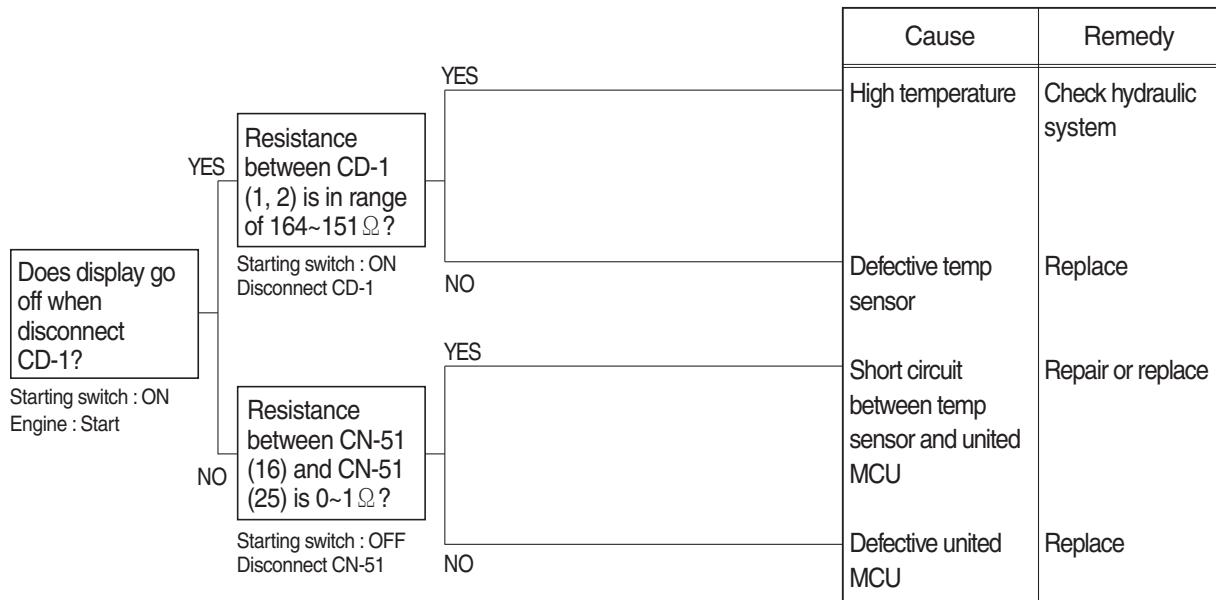 Cause
Remedy
YES
High temperature
Check hydraulic
system
Resistance
between CD-1
(1, 2) is in range
of 164~151Ω?
YES
Starting switch : ON
Disconnect CD-1
NO
Defective temp
sensor
Replace
Does display go
off when
disconnect
CD-1?
Starting switch : ON
Engine : Start
YES
Short circuit
between temp
sensor and united
MCU
Repair or replace
Resistance
between CN-51
(16) and CN-51
(25) is 0~1Ω?
NO
Starting switch : OFF
Disconnect CN-51
NO
Defective united
MCU
Replace